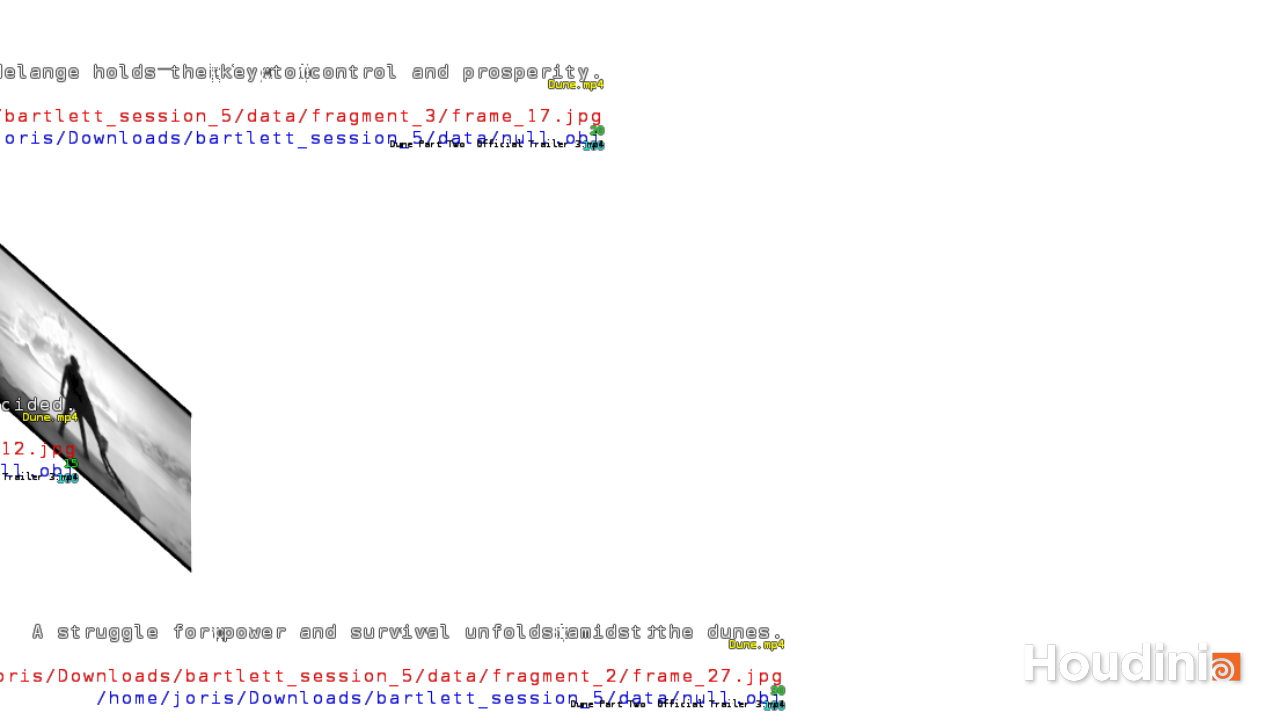 elange holds the key to control and prosperity.
Dune.mp4
/bartlett_session_5/data/fragment_3/frame_17.jpg
20
oris/Downloads/bartlett_session_5/data/null.obj
Dune Part Two Official Trailer 3.mp4
cided.
Dune.mp4
12.jpg
15
ll.obj
Trailer 3.mp4
A struggle for power and survival unfolds amidst the dunes.
Dune.mp4
oris/Downloads/bartlett_session_5/data/fragment_2/frame_27.jpg
/home/joris/Downloads/bartlett_session_5/data/null.obj
Dune Part Two Official Trailer 3.mp4
Houdini